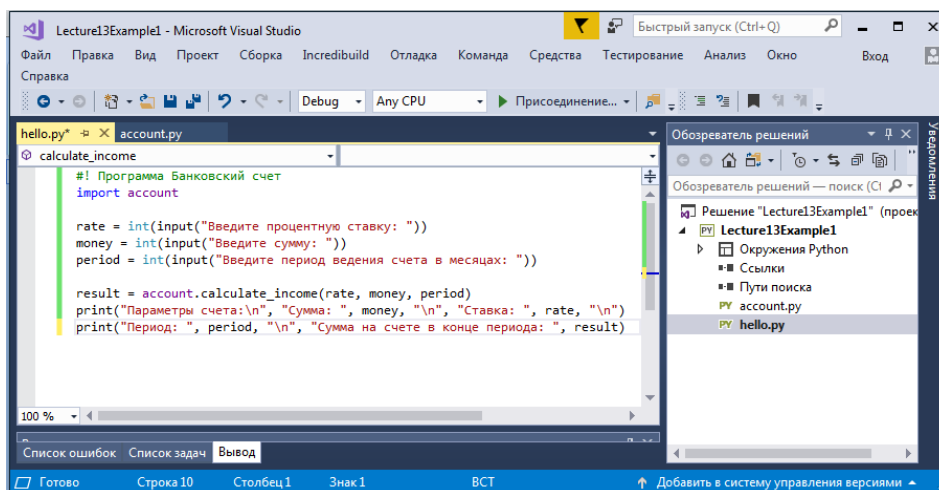 Lecture13Example1 - Microsoft Visual Studio
Быстрый запуск (Ctrl+Q)
Файл Правка Вид Проект Сборка Incredibuild Отладка Команда Средства Тестирование Анализ Окно Вход
Справка
Debug Any CPU Присоединение...
hello.py* account.py
calculate_income
#! Программа Банковский счет
import account
rate = int(input("Введите процентную ставку: "))
money = int(input("Введите сумму: "))
period = int(input("Введите период ведения счета в месяцах: "))
result = account.calculate_income(rate, money, period)
print("Параметры счета:\n", "Сумма: ", money, "\n", "Ставка: ", rate, "\n")
print("Период: ", period, "\n", "Сумма на счете в конце периода: ", result)
100 %
Список ошибок Список задач Вывод
Обозреватель решений
Обозреватель решений — поиск (Ct
Решение "Lecture13Example1" (проек
PY Lecture13Example1
Окружения Python
Ссылки
Пути поиска
PY account.py
PY hello.py
Уведомления
Готово Строка 10 Столбец 1 Знак 1 ВСТ Добавить в систему управления версиями